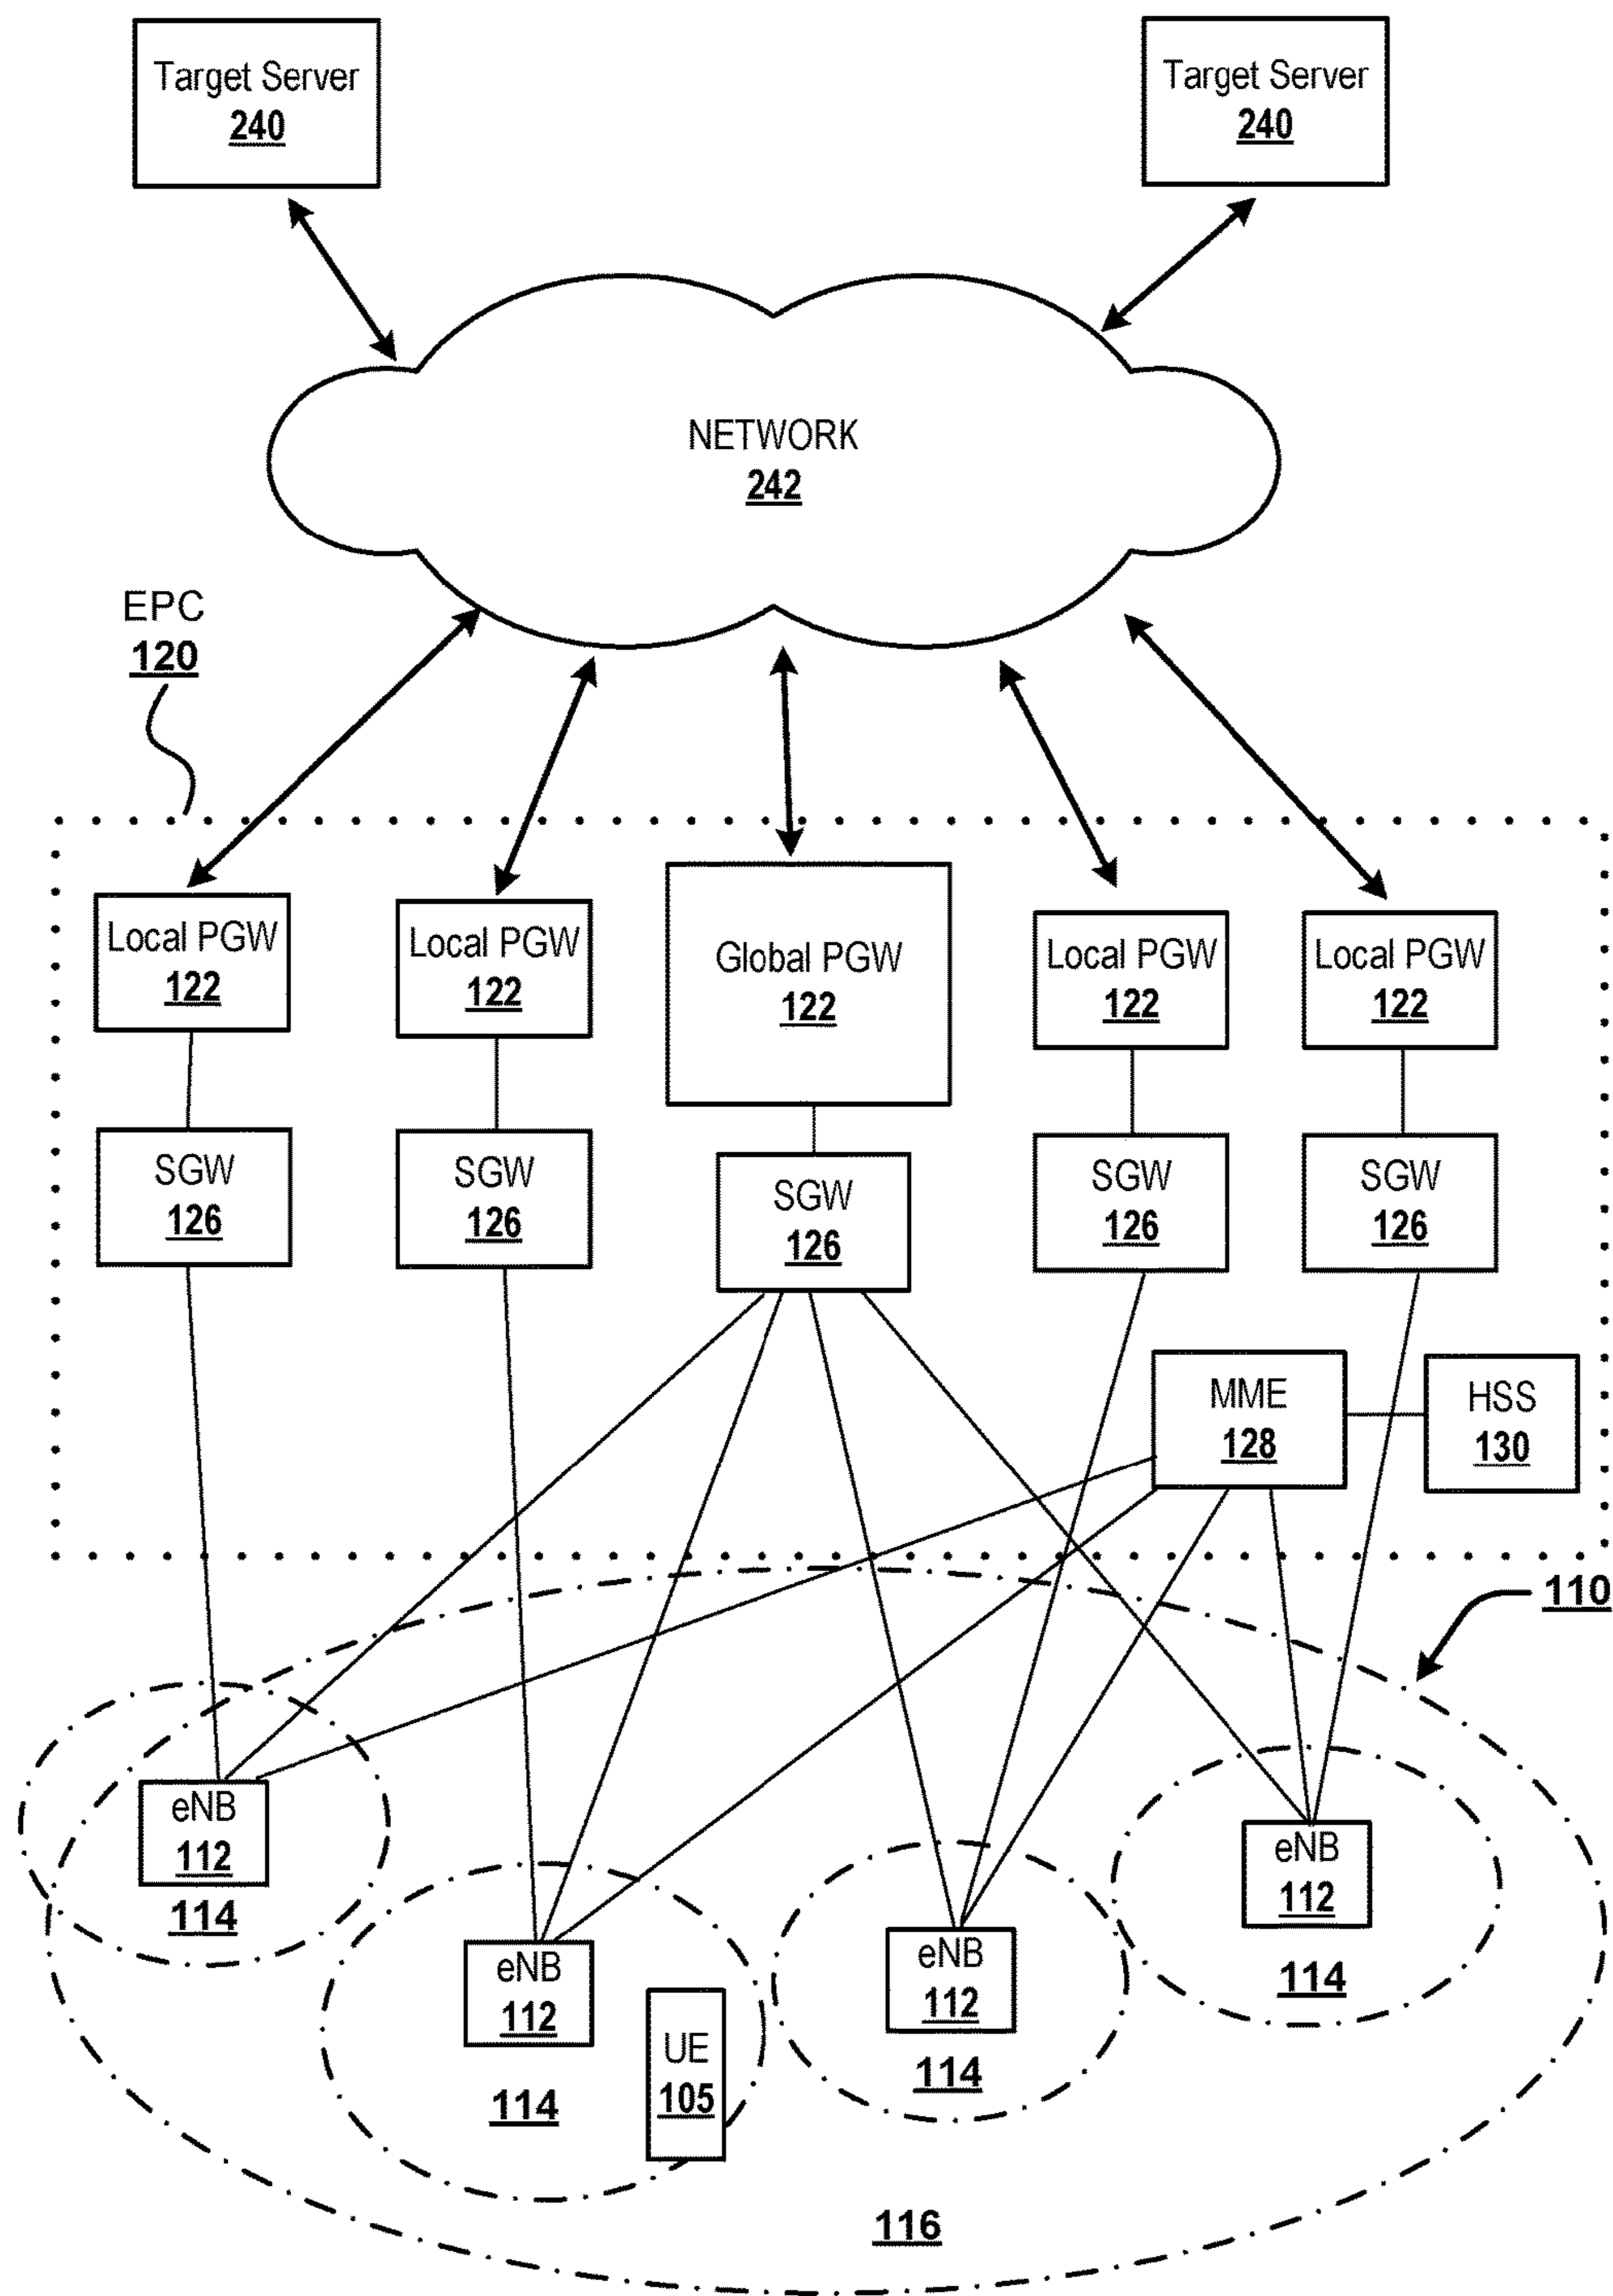 Target Server
240
Target Server
240
NETWORK
242
EPC
120
Local PGW
122
Local PGW
122
Global PGW
122
Local PGW
122
Local PGW
122
SGW
126
SGW
126
SGW
126
SGW
126
SGW
126
MME
128
HSS
130
110
eNB
112
114
eNB
112
114
UE
105
eNB
112
114
eNB
112
114
116